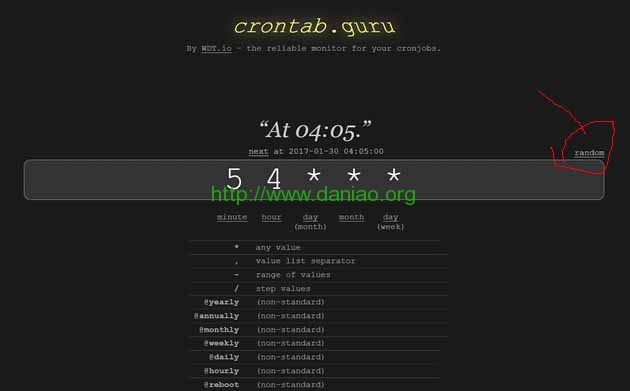 crontab.guru
By WDT.io – the reliable monitor for your cronjobs.
“At 04:05.”
next at 2017-01-30 04:05:00
random
5 4 * * *
http://www.daniao.org
minute hour day (month) month day (week)
* any value
, value list separator
- range of values
/ step values
@yearly (non-standard)
@annually (non-standard)
@monthly (non-standard)
@weekly (non-standard)
@daily (non-standard)
@hourly (non-standard)
@reboot (non-standard)